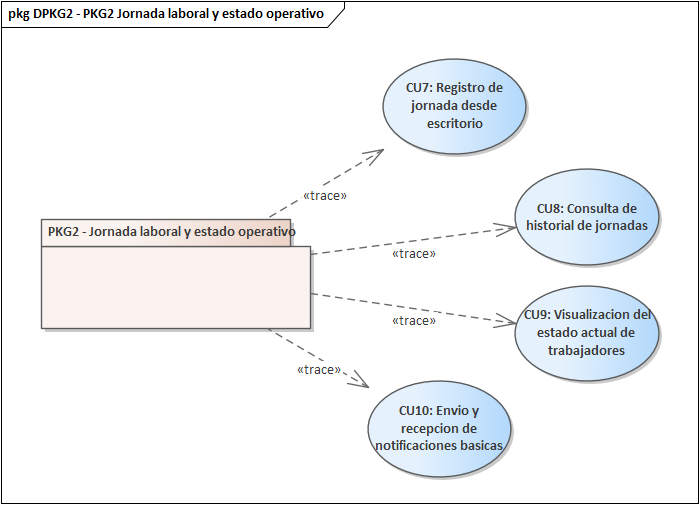 pkg DPKG2 - PKG2 Jornada laboral y estado operativo
CU7: Registro de
jornada desde
escritorio
«trace»
PKG2 - Jornada laboral y estado operativo
CU8: Consulta de
historial de jornadas
«trace»
CU9: Visualizacion del
estado actual de
trabajadores
«trace»
«trace»
CU10: Envio y
recepcion de
notificaciones basicas